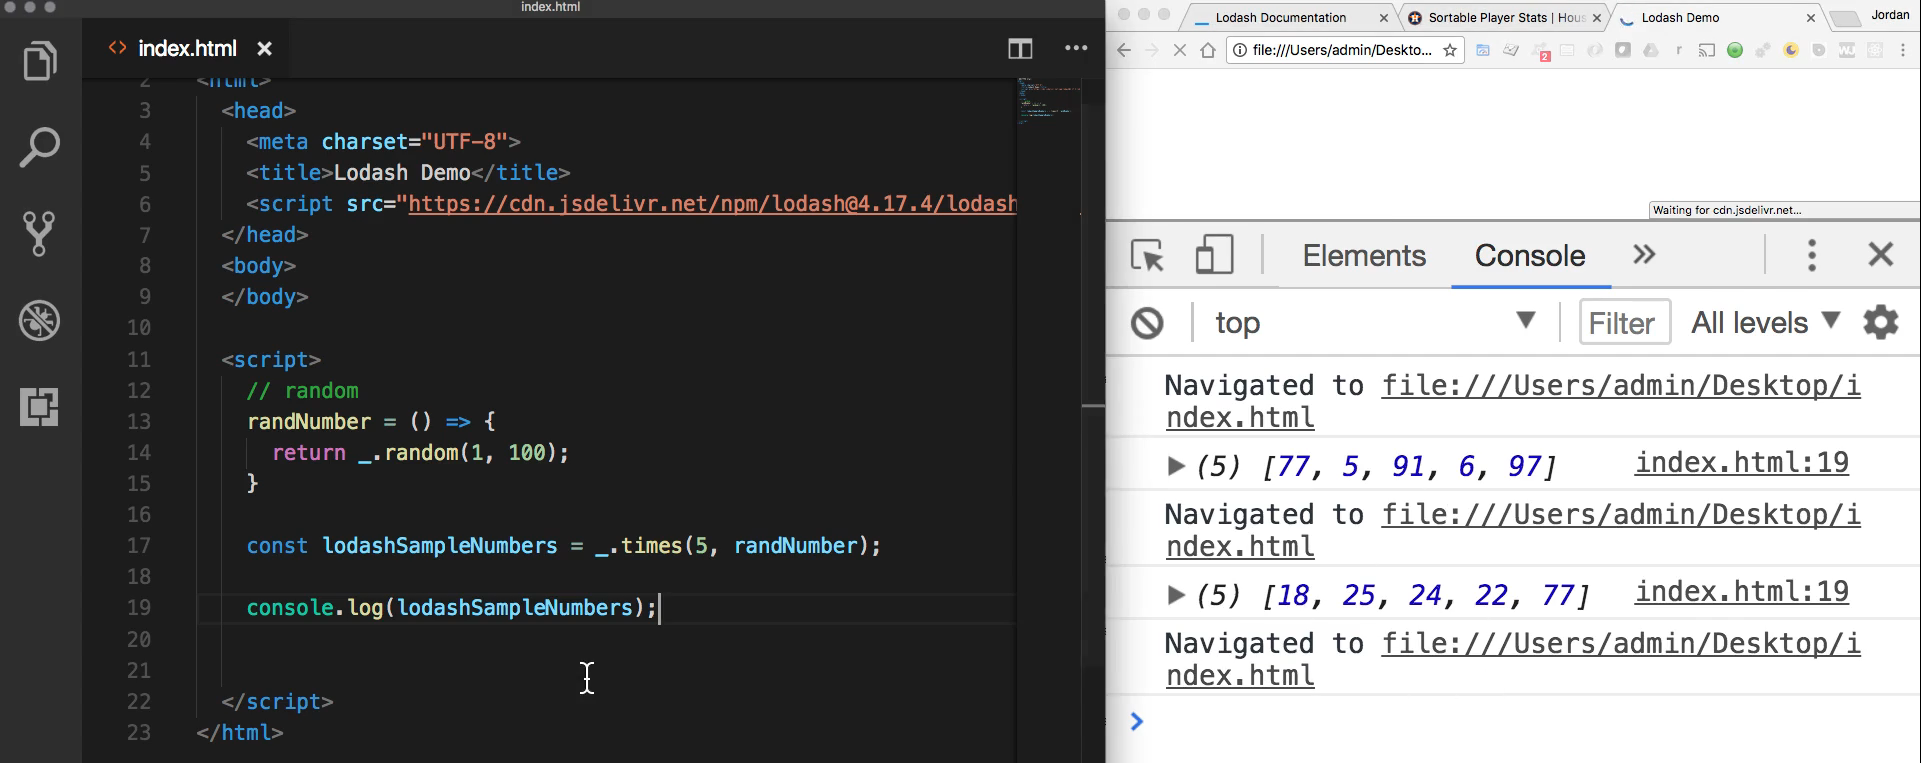 index.html
index.html
2 <html>
3 <head>
4 <meta charset="UTF-8">
5 <title>Lodash Demo</title>
6 <script src="https://cdn.jsdelivr.net/npm/lodash@4.17.4/lodash
7 </head>
8 <body>
9 </body>
10
11 <script>
12 // random
13 randNumber = () => {
14 return _.random(1, 100);
15 }
16
17 const lodashSampleNumbers = _.times(5, randNumber);
18
19 console.log(lodashSampleNumbers);
20
21
22 </script>
23 </html>
Lodash Documentation
Sortable Player Stats | Hous
Lodash Demo
Jordan
file:///Users/admin/Deskto...
2
Waiting for cdn.jsdelivr.net...
Elements Console
top Filter All levels
Navigated to file:///Users/admin/Desktop/i
ndex.html
(5) [77, 5, 91, 6, 97] index.html:19
Navigated to file:///Users/admin/Desktop/i
ndex.html
(5) [18, 25, 24, 22, 77] index.html:19
Navigated to file:///Users/admin/Desktop/i
ndex.html